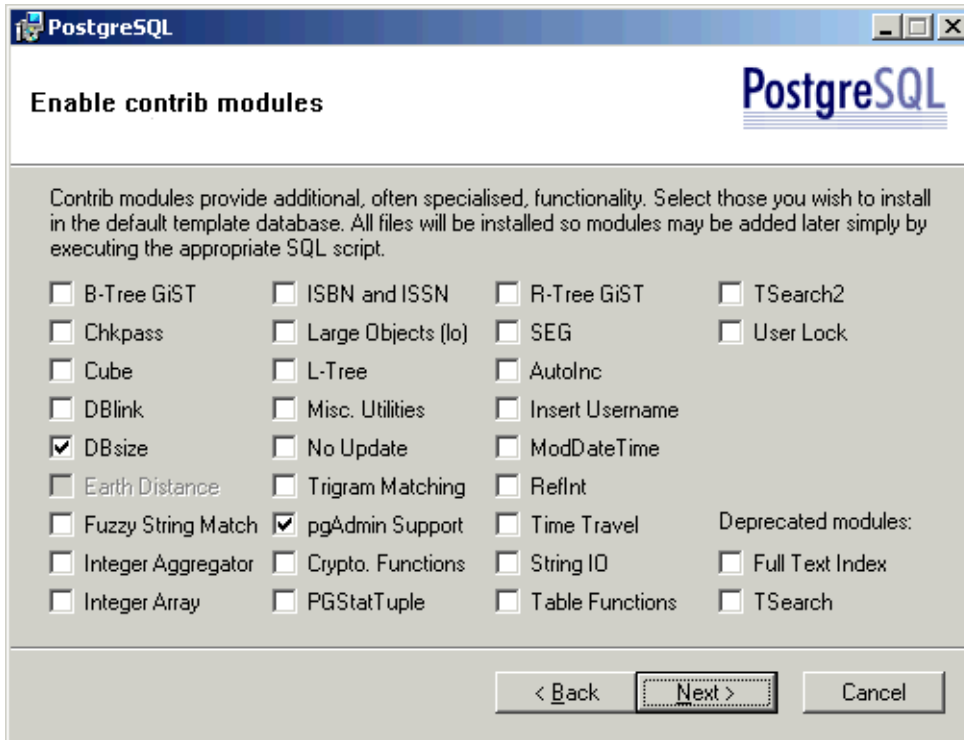 PostgreSQL
Enable contrib modules
PostgreSQL
Contrib modules provide additional, often specialised, functionality. Select those you wish to install
in the default template database. All files will be installed so modules may be added later simply by
executing the appropriate SQL script.
B-Tree GiST ISBN and ISSN R-Tree GiST TSearch2
Chkpass Large Objects (lo) SEG User Lock
Cube L-Tree AutoInc
DBlink Misc. Utilities Insert Username
DBsize No Update ModDateTime
Earth Distance Trigram Matching RefInt
Fuzzy String Match pgAdmin Support Time Travel Deprecated modules:
Integer Aggregator Crypto. Functions String IO Full Text Index
Integer Array PGStatTuple Table Functions TSearch
< Back Next > Cancel